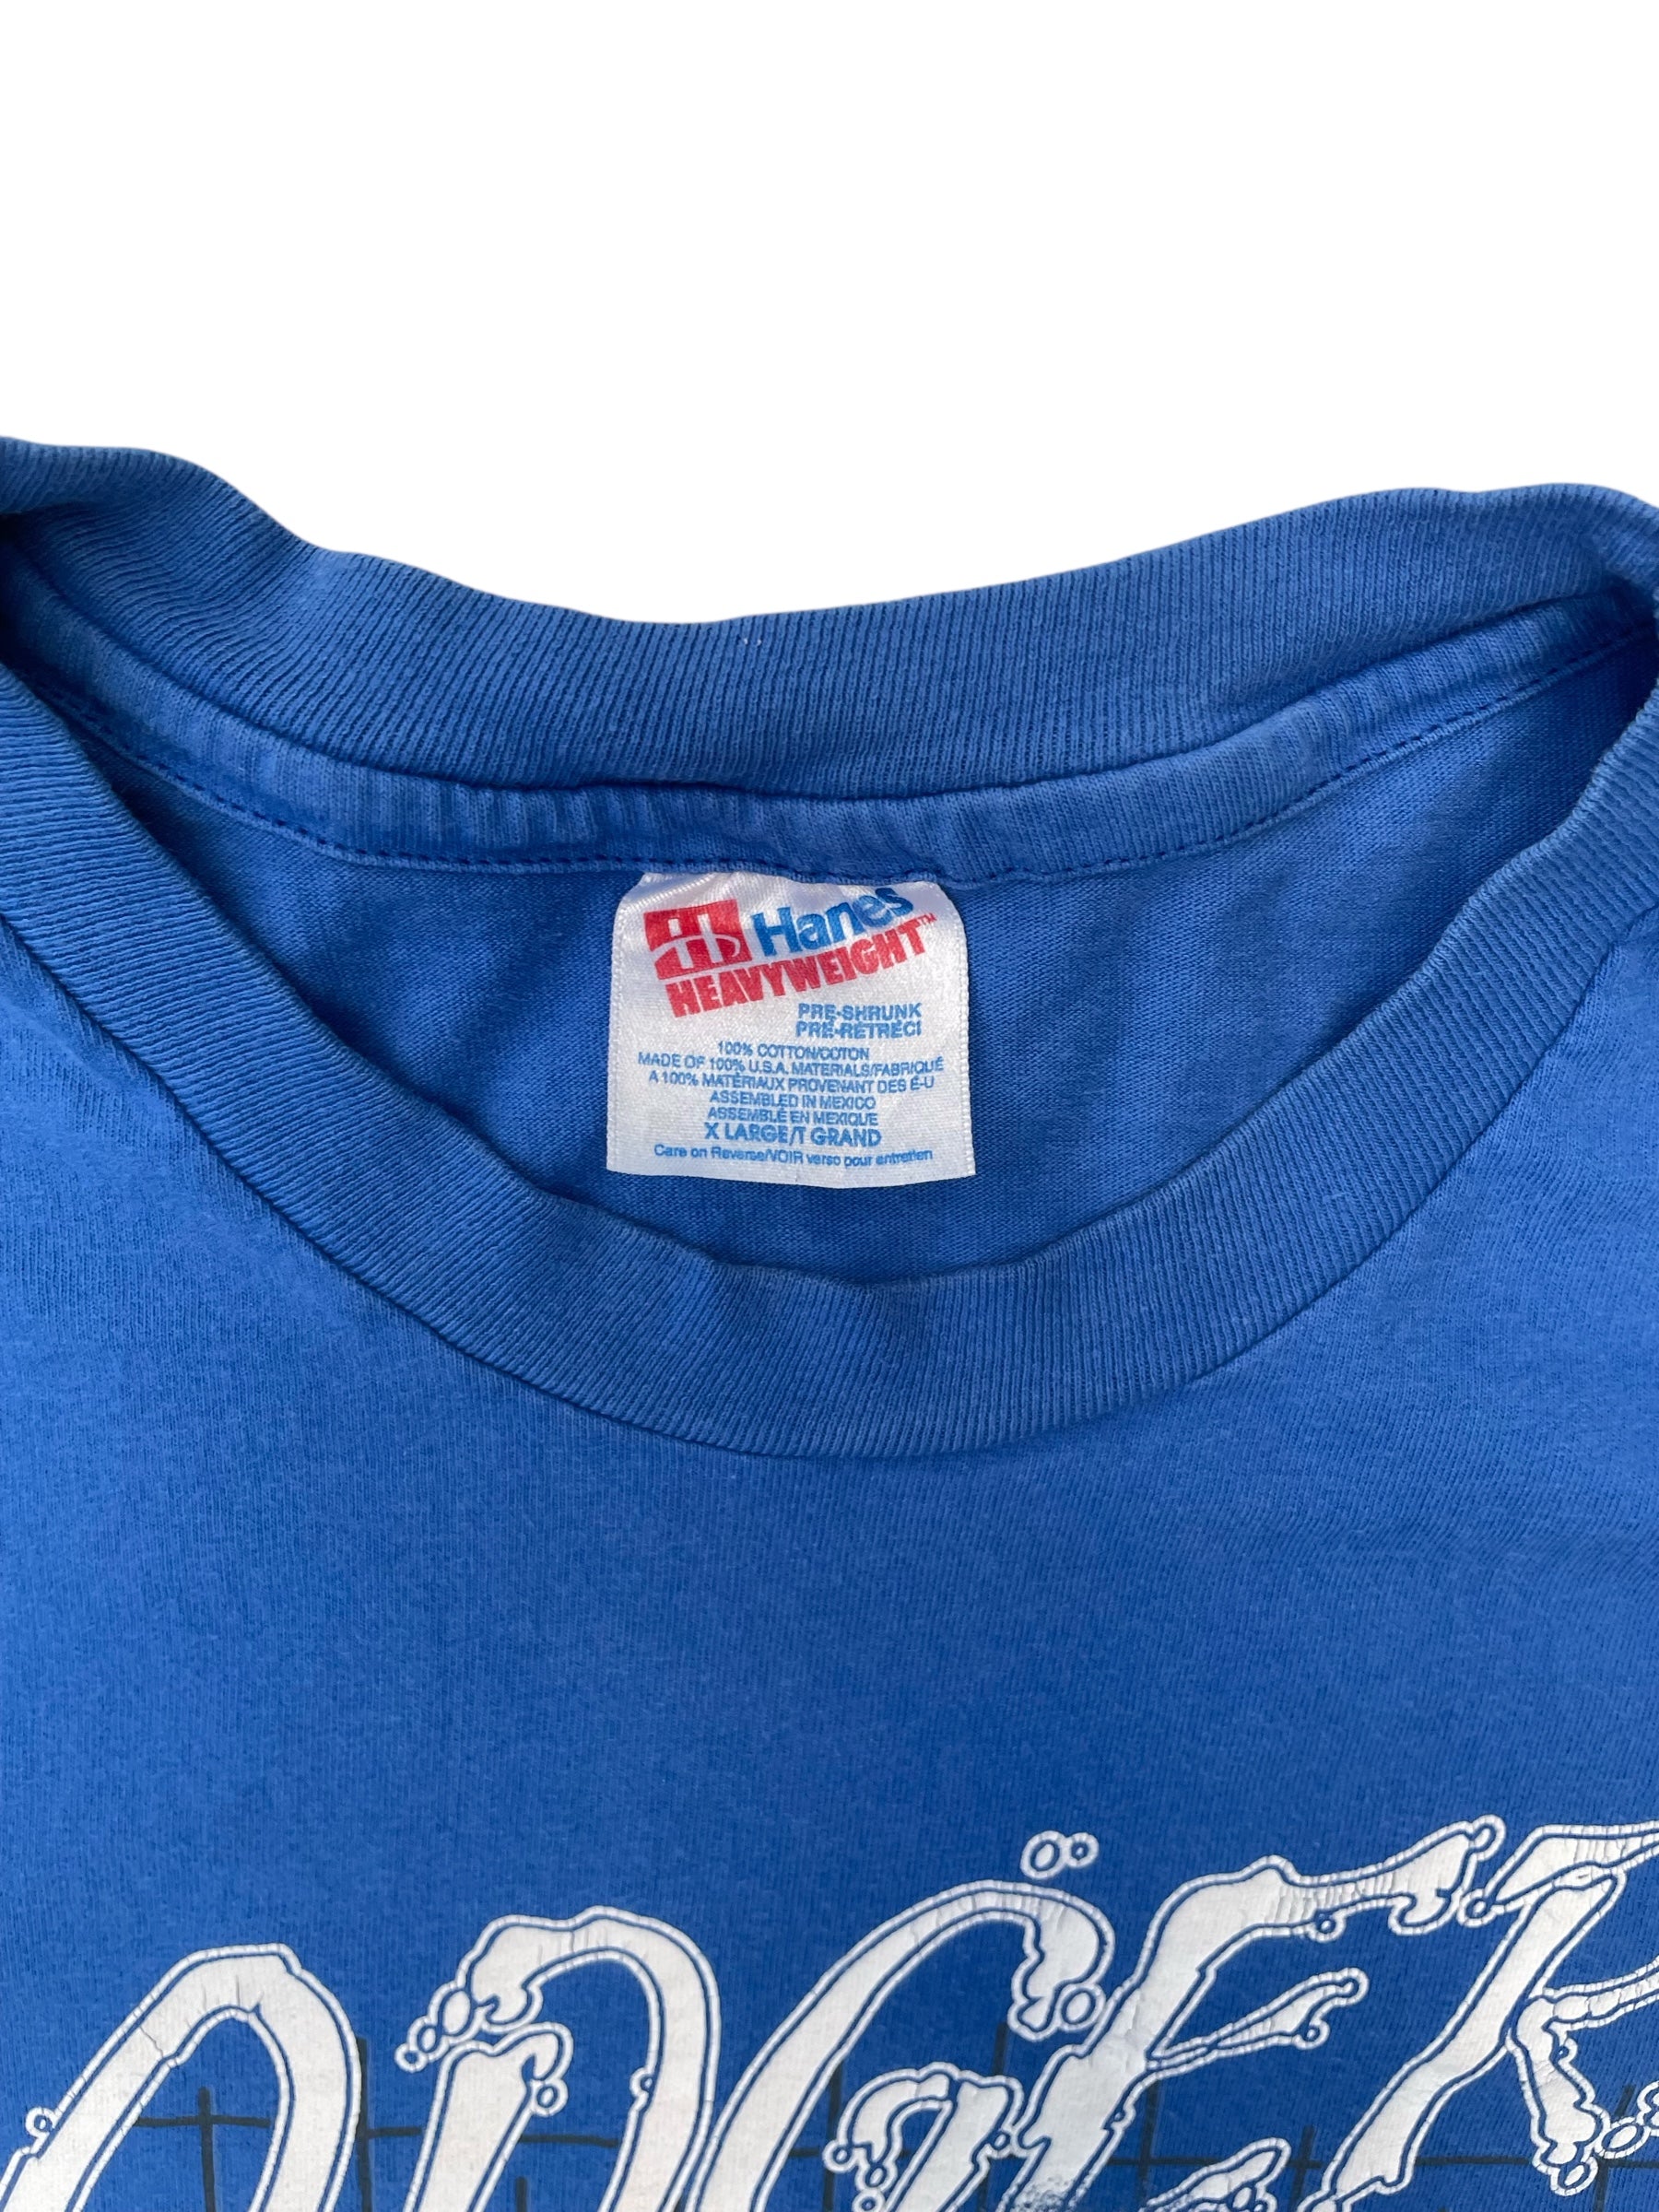 Hanes
HEAVYWEIGHT™
PRE-SHRUNK
PRÉ-RÉTRÉCI
100% COTTON/COTON
MADE OF 100% U.S.A. MATERIALS/FABRIQUÉ
A 100% MATÉRIAUX PROVENANT DES É-U
ASSEMBLED IN MEXICO
ASSEMBLÉ EN MEXIQUE
X LARGE/T GRAND
Care on Reverse/VOIR verso pour entretien